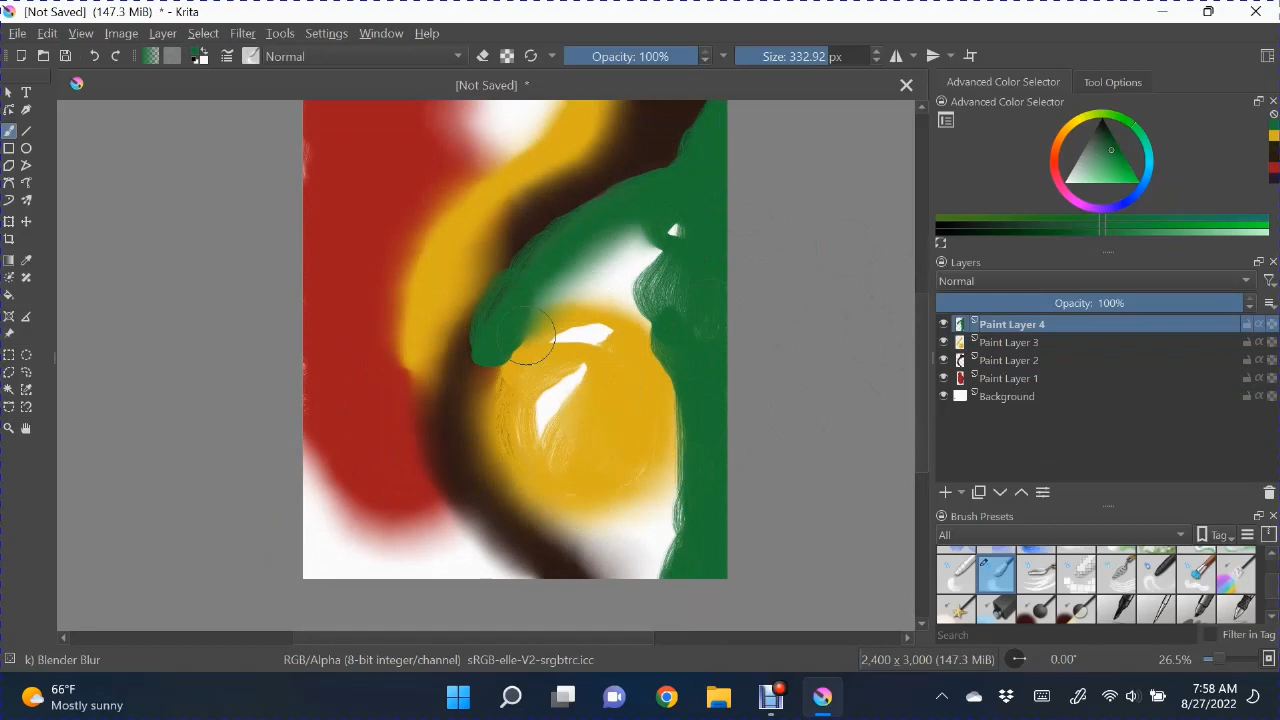 [Not Saved] (147.3 MiB) * - Krita
File Edit View Image Layer Select Filter Tools Settings Window Help
Normal Opacity: 100% Size: 332.92 px
[Not Saved] *
Advanced Color Selector Tool Options
Advanced Color Selector
Layers
Normal
Opacity: 100%
Paint Layer 4
Paint Layer 3
Paint Layer 2
Paint Layer 1
Background
Brush Presets
All Tag
Search Filter in Tag
k) Blender Blur RGB/Alpha (8-bit integer/channel) sRGB-elle-V2-srgbtrc.icc 2,400 x 3,000 (147.3 MiB) 0.00° 26.5%
66°F
Mostly sunny
7:58 AM
8/27/2022